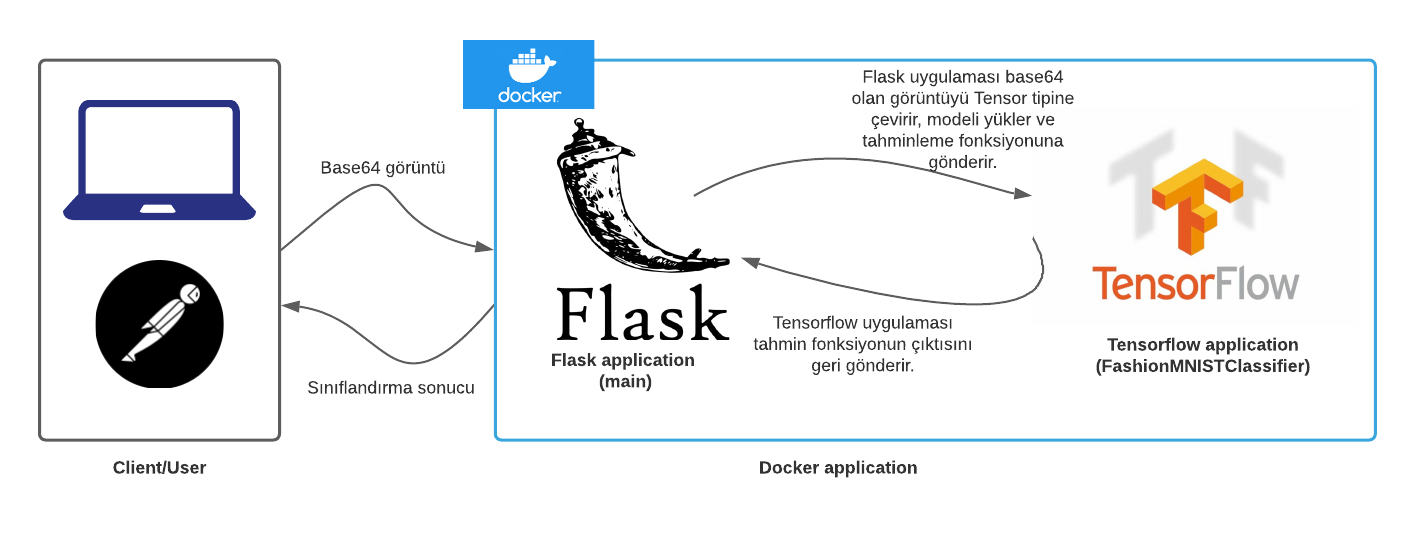 docker
Flask uygulaması base64
olan görüntüyü Tensor tipine
çevirir, modeli yükler ve
tahminleme fonksiyonuna
gönderir.
Base64 görüntü
TensorFlow
Flask
Tensorflow uygulaması
tahmin fonksiyonun çıktısını
geri gönderir.
Flask application
(main)
Tensorflow application
(FashionMNISTClassifier)
Sınıflandırma sonucu
Client/User
Docker application